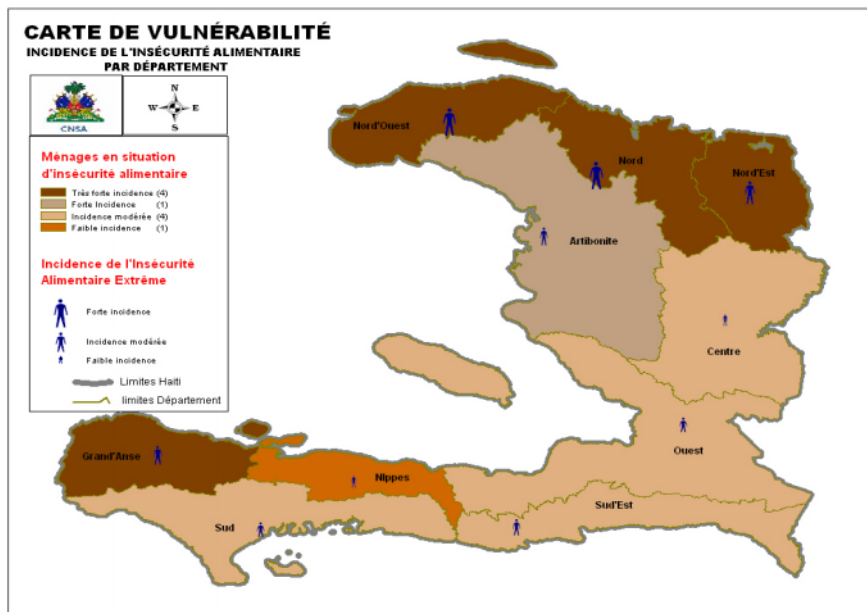 CARTE DE VULNÉRABILITÉ
INCIDENCE DE L'INSÉCURITÉ ALIMENTAIRE
PAR DÉPARTEMENT
CNSA
N
W E
S
Ménages en situation
d'insécurité alimentaire
Très forte incidence (4)
Forte Incidence (1)
Incidence modérée (4)
Faible incidence (1)
Incidence de l'Insécurité
Alimentaire Extrême
Forte incidence
Incidence modérée
Faible incidence
Limites Haiti
limites Département
Nord'Ouest
Nord
Nord'Est
Artibonite
Centre
Ouest
Grand'Anse
Nippes
Sud'Est
Sud